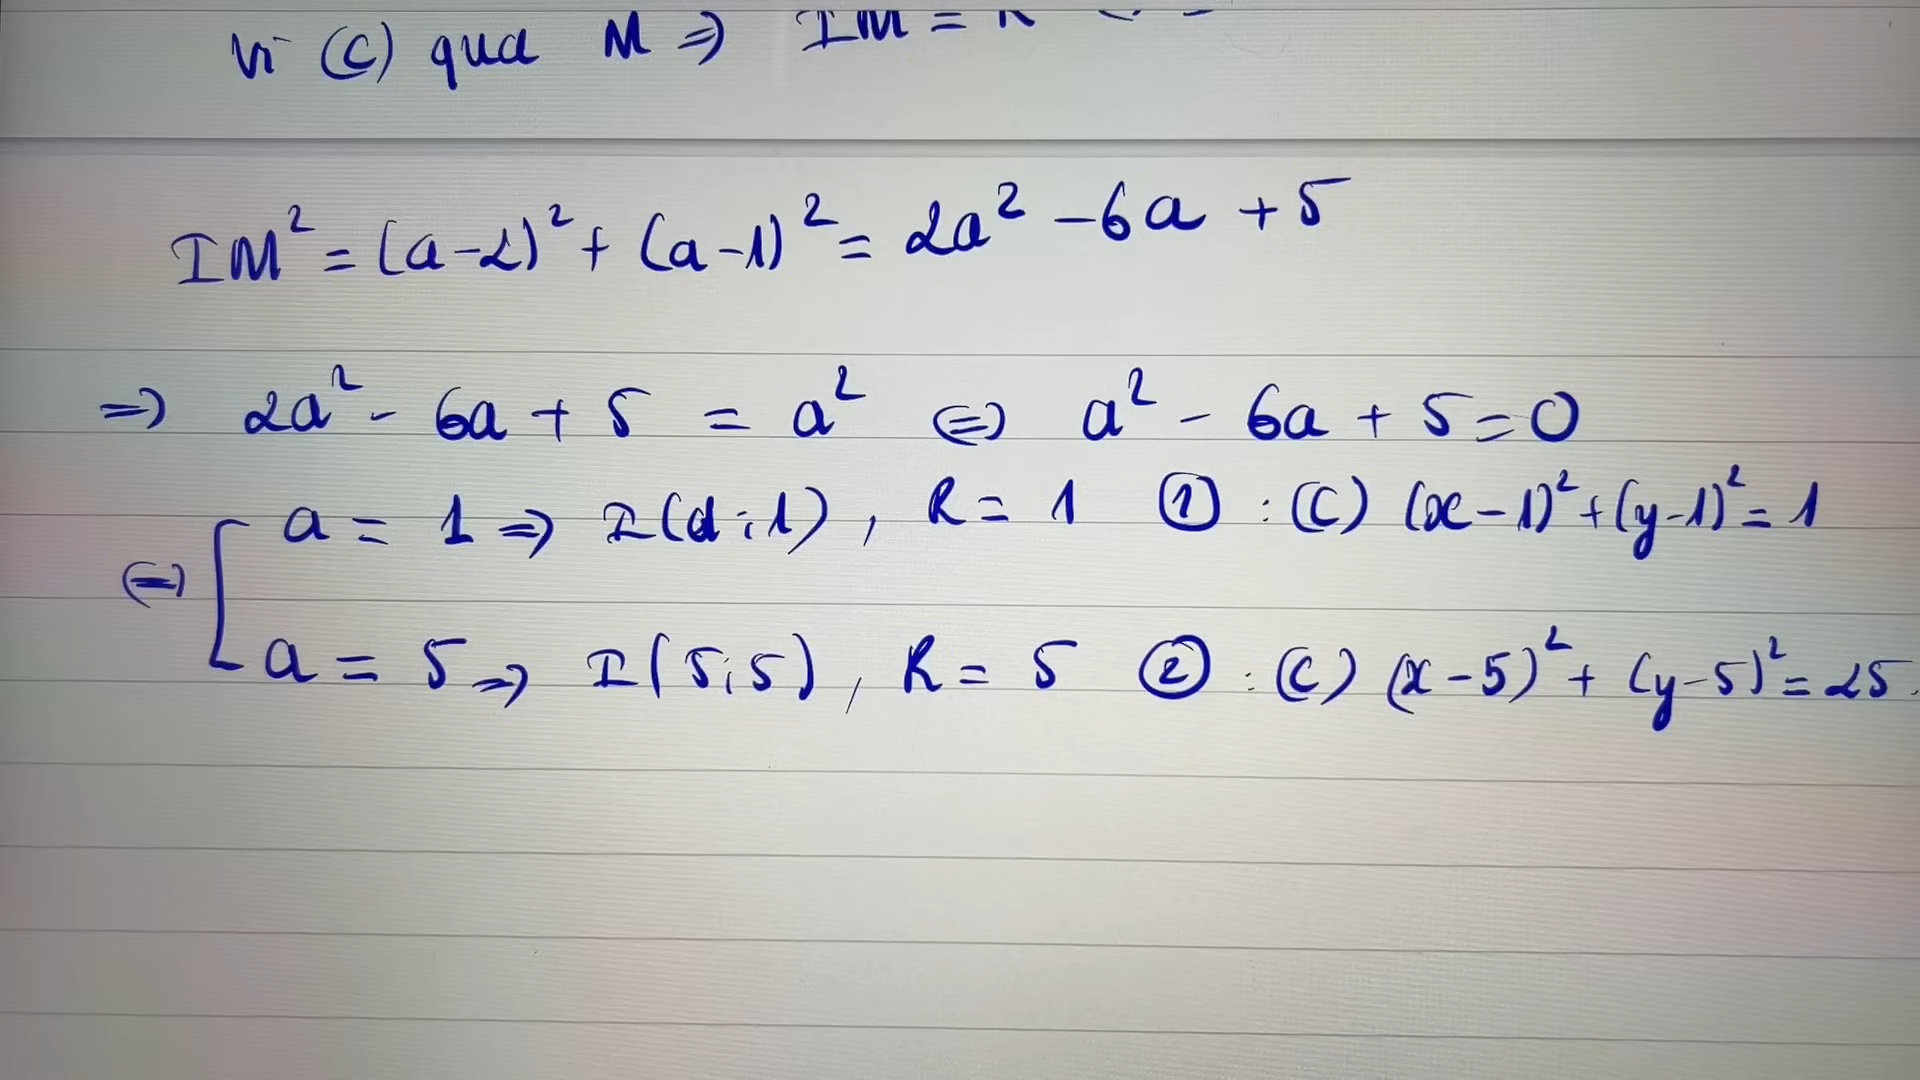 Vì (C) qua M => IM = R
IM² = (a-2)² + (a-1)² = 2a² - 6a + 5
=> 2a² - 6a + 5 = a² <=> a² - 6a + 5 = 0
a = 1 => I(1;1), R = 1 ① : (C) (x-1)² + (y-1)² = 1
<=>
a = 5 => I(5;5), R = 5 ② : (C) (x-5)² + (y-5)² = 25.